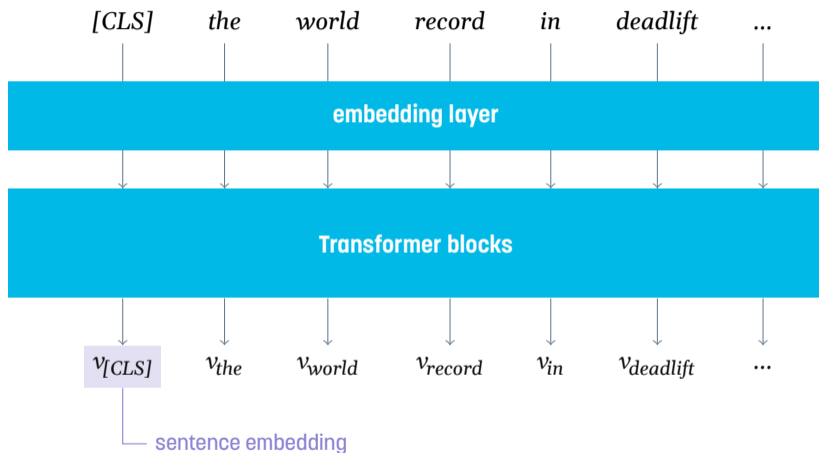 [CLS] the world record in deadlift ...
embedding layer
Transformer blocks
v[CLS] vthe vworld vrecord vin vdeadlift ...
sentence embedding